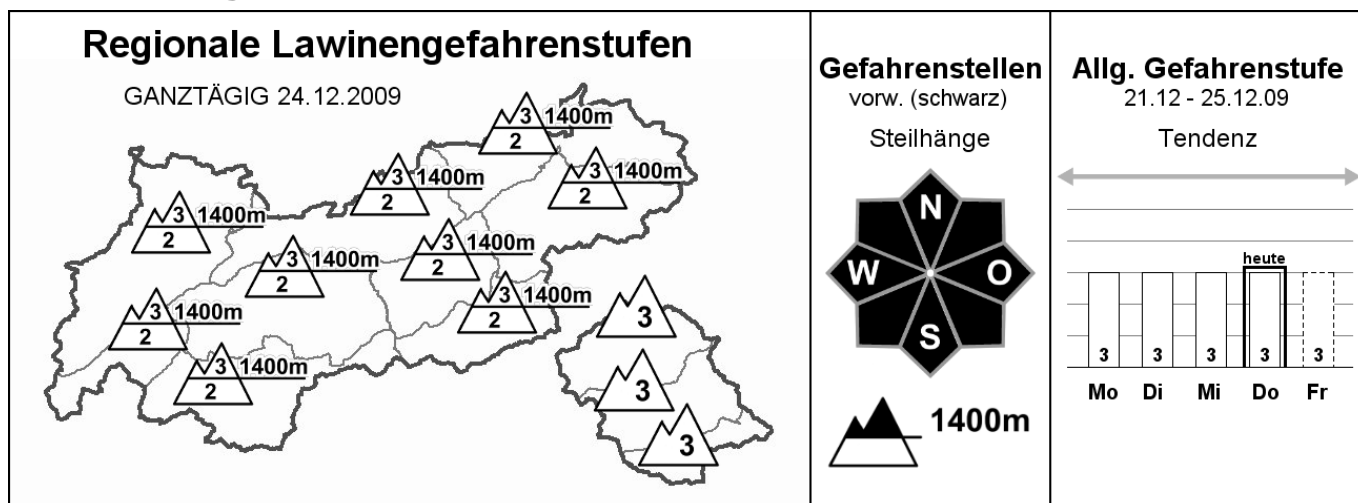 Regionale Lawinengefahrenstufen
GANZTÄGIG 24.12.2009
3 1400m
2
3 1400m
2
3 1400m
2
3 1400m
2
3 1400m
2
3 1400m
2
3 1400m
2
3 1400m
2
3 1400m
2
3
3
3
Gefahrenstellen
vorw. (schwarz)
Steilhänge
N
W O
S
1400m
Allg. Gefahrenstufe
21.12 - 25.12.09
Tendenz
heute
3 3 3 3 3
Mo Di Mi Do Fr